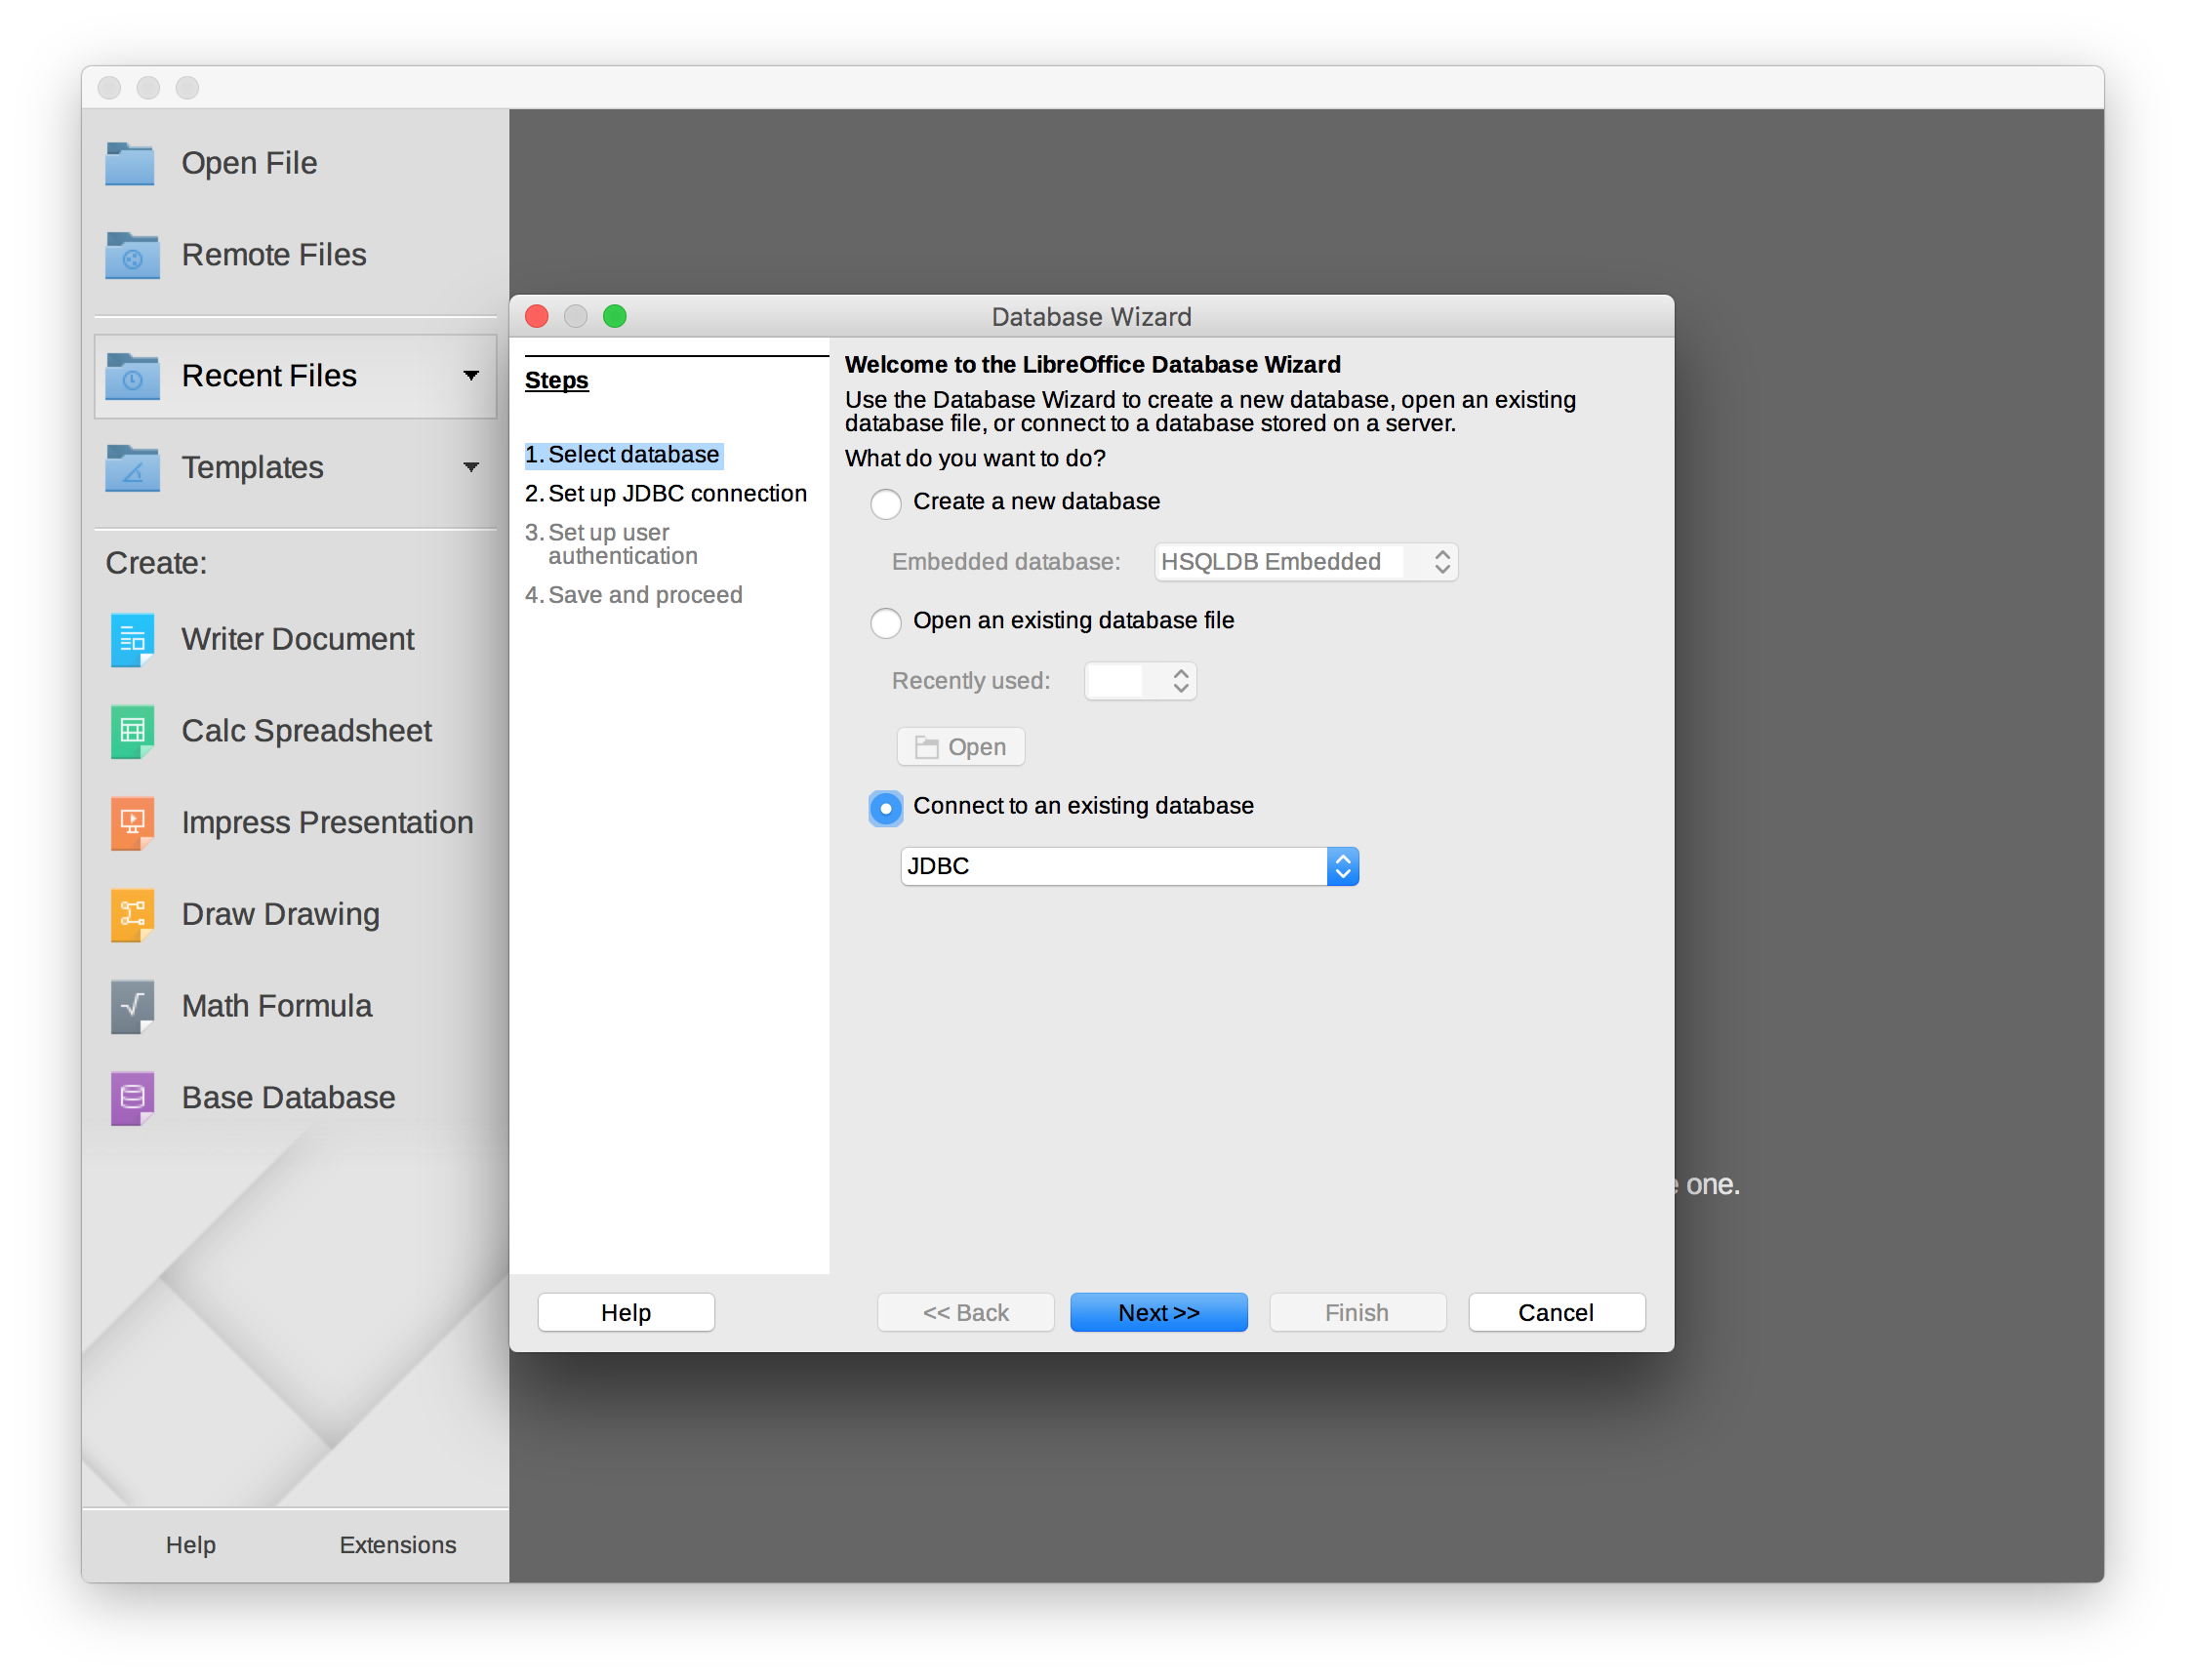 Open File
Remote Files
Recent Files
Templates
Create:
Writer Document
Calc Spreadsheet
Impress Presentation
Draw Drawing
Math Formula
Base Database
Help Extensions
Database Wizard
Steps
1. Select database
2. Set up JDBC connection
3. Set up user
authentication
4. Save and proceed
Welcome to the LibreOffice Database Wizard
Use the Database Wizard to create a new database, open an existing
database file, or connect to a database stored on a server.
What do you want to do?
Create a new database
Embedded database: HSQLDB Embedded
Open an existing database file
Recently used:
Open
Connect to an existing database
JDBC
Help << Back Next >> Finish Cancel
one.